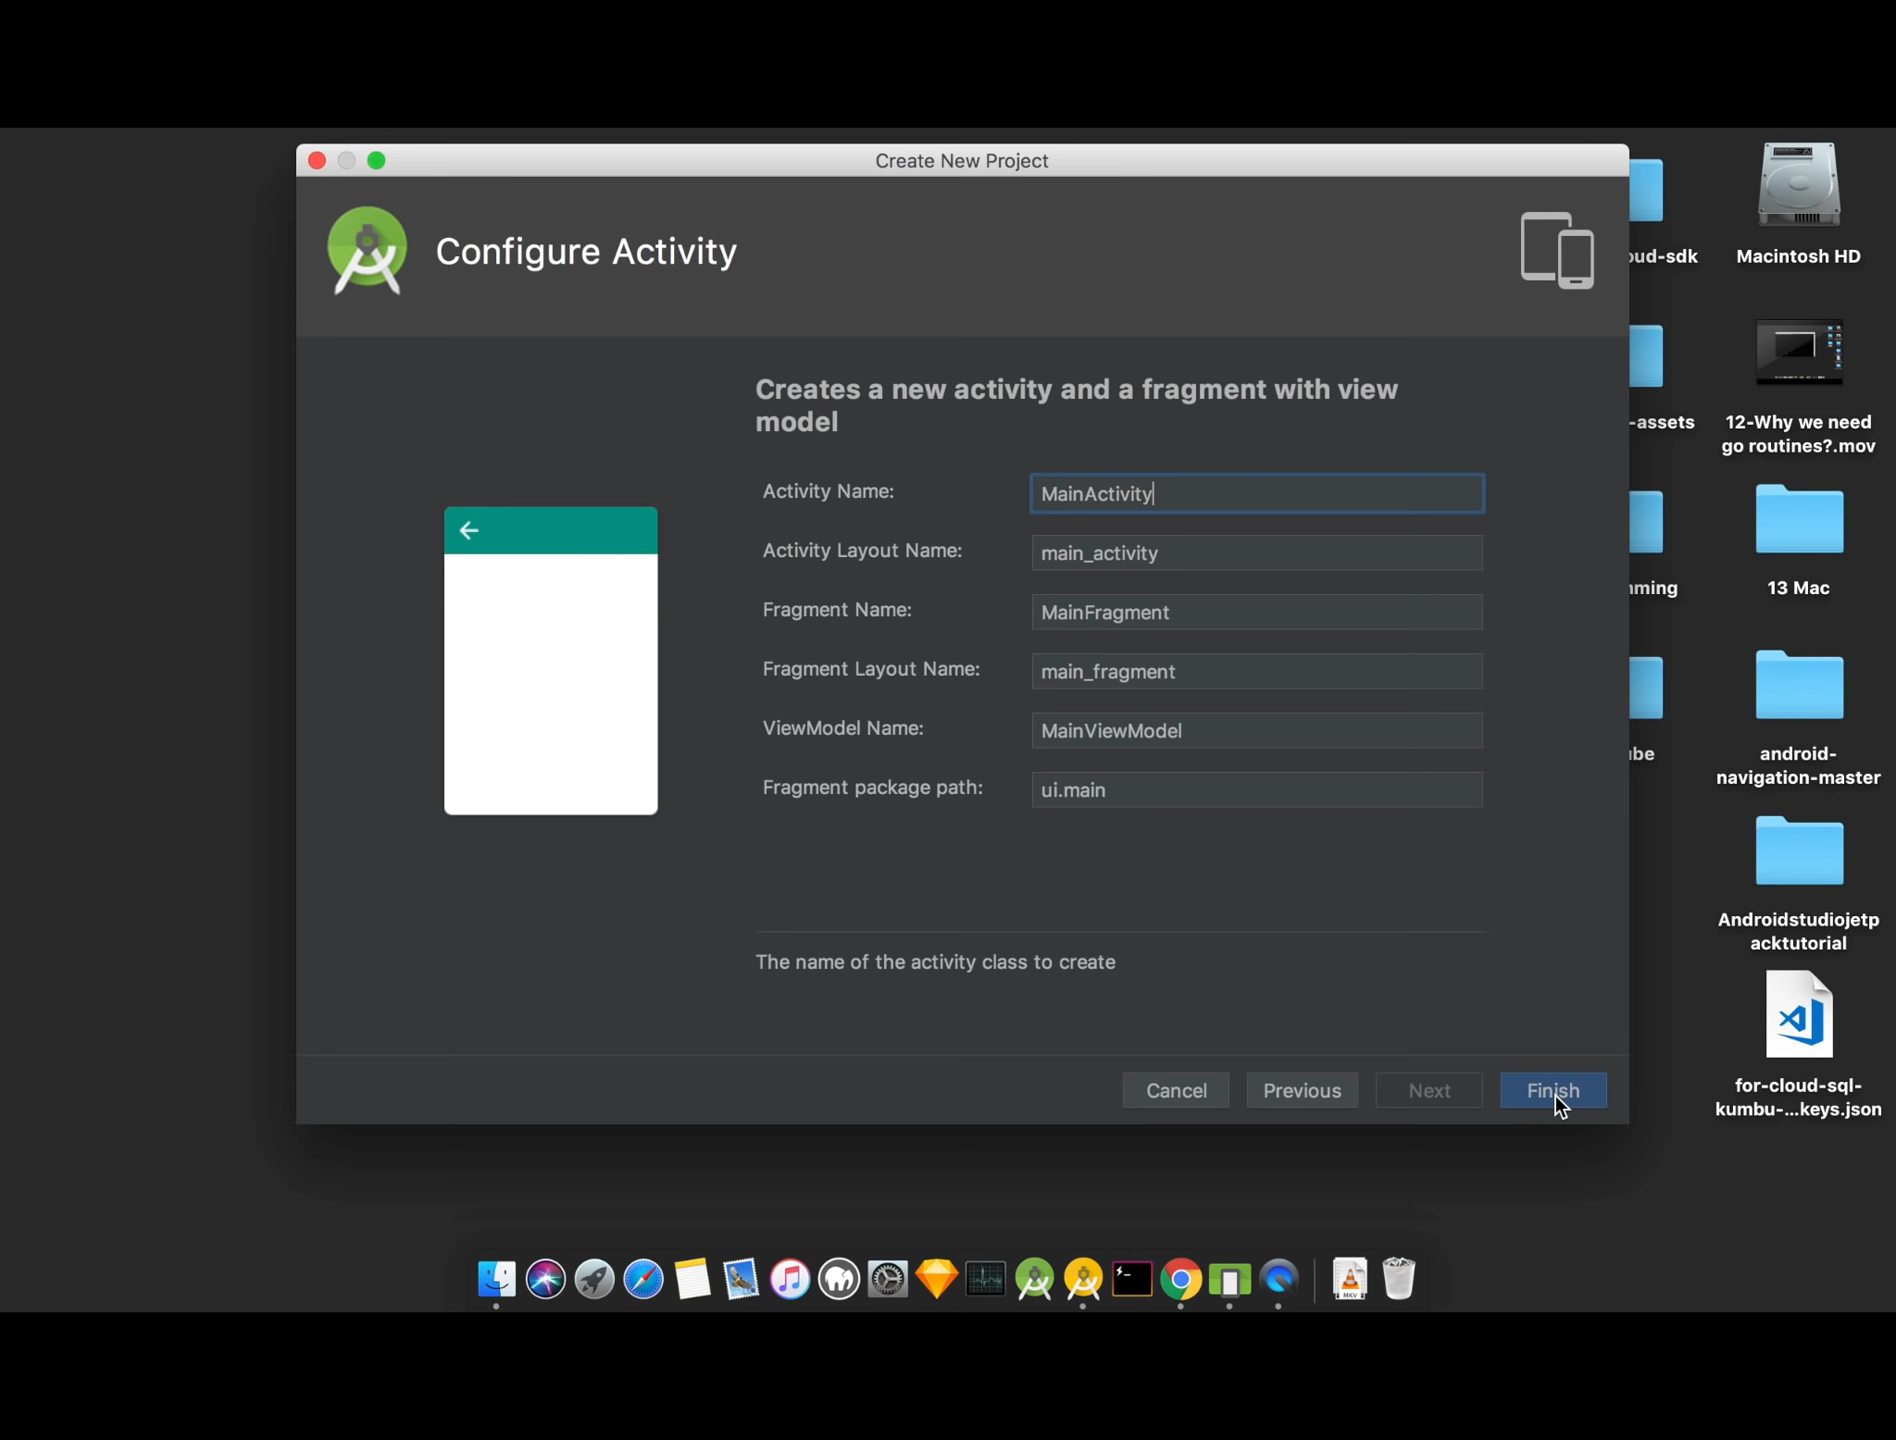 Create New Project
Configure Activity
Creates a new activity and a fragment with view
model
Activity Name:
MainActivity
Activity Layout Name:
main_activity
Fragment Name:
MainFragment
Fragment Layout Name:
main_fragment
ViewModel Name:
MainViewModel
Fragment package path:
ui.main
The name of the activity class to create
Cancel
Previous
Next
Finish
oud-sdk
-assets
Macintosh HD
12-Why we need
go routines?.mov
13 Mac
android-
navigation-master
Androidstudiojetp
acktutorial
for-cloud-sql-
kumbu-...keys.json
MKV